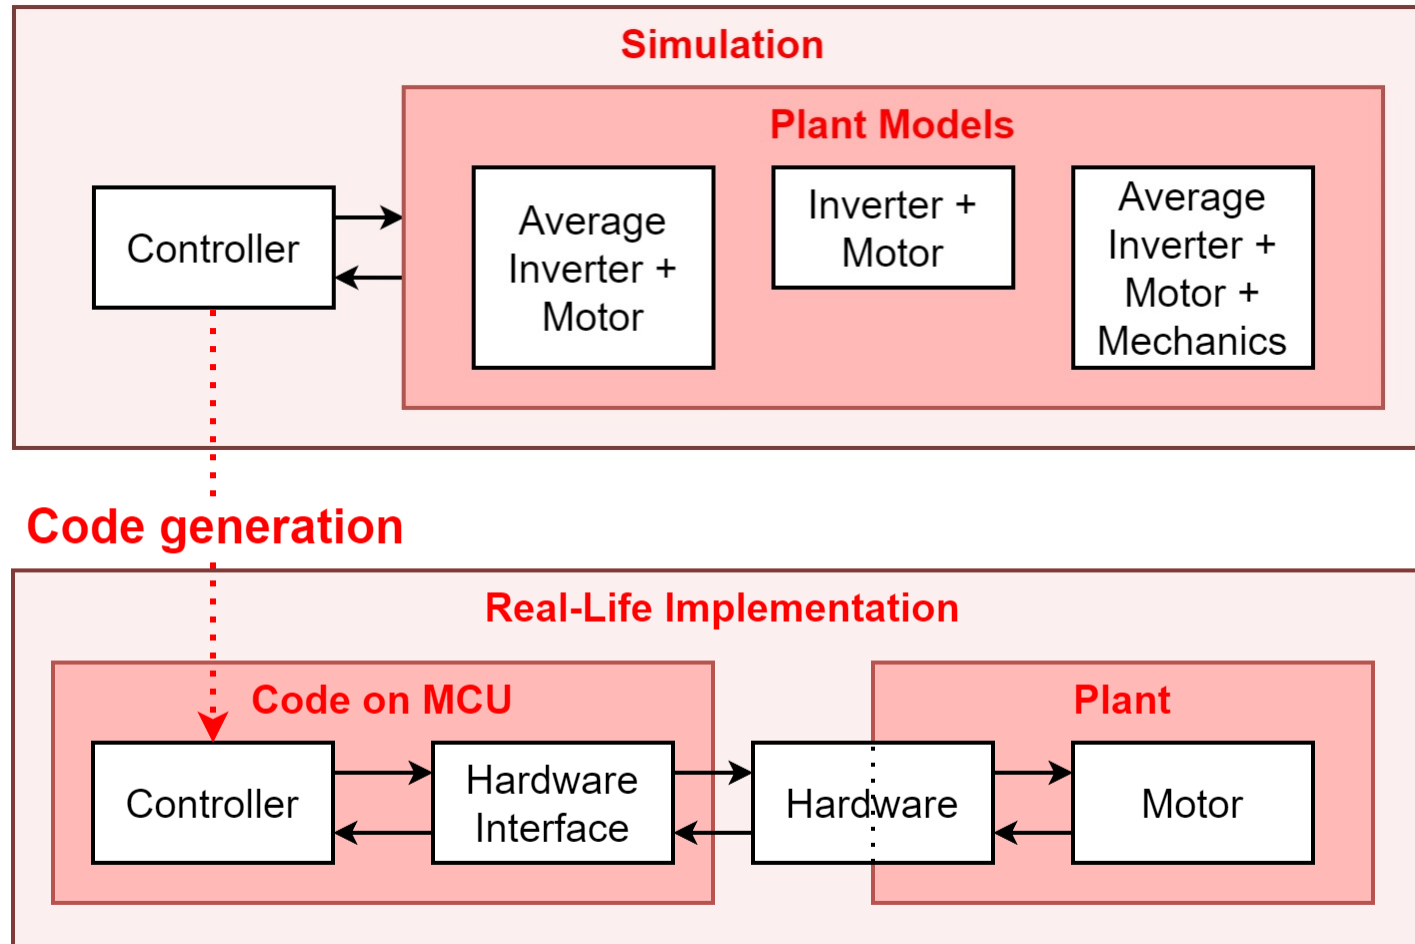 Simulation
Plant Models
Controller
Average
Inverter +
Motor
Inverter +
Motor
Average
Inverter +
Motor +
Mechanics
Code generation
Real-Life Implementation
Code on MCU
Plant
Controller
Hardware
Interface
Hardware
Motor